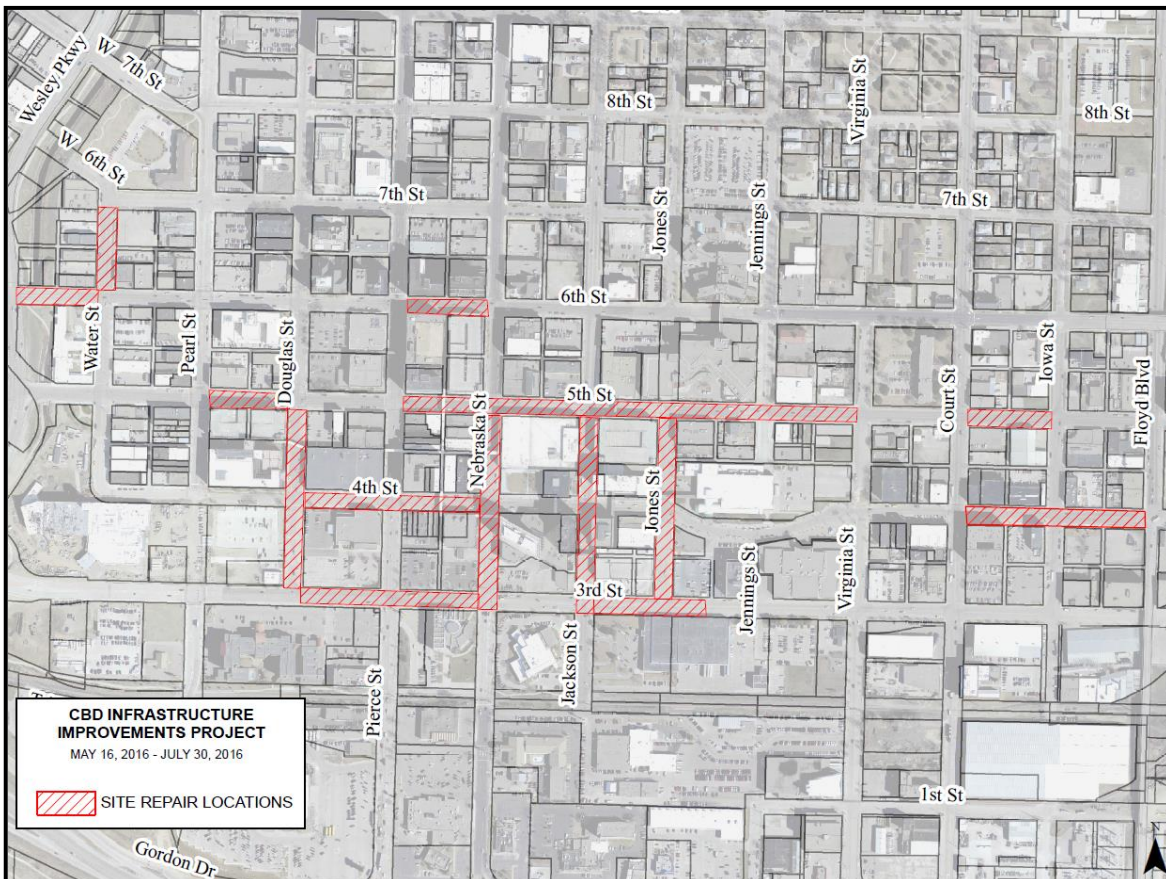 Wesley Pkwy
W 7th St
W 6th St
8th St
Virginia St
8th St
7th St
Jones St
Jennings St
7th St
6th St
Water St
Pearl St
Douglas St
Iowa St
5th St
Court St
Floyd Blvd
Nebraska St
4th St
Jones St
3rd St
Jennings St
Virginia St
Jackson St
Pierce St
CBD INFRASTRUCTURE
IMPROVEMENTS PROJECT
MAY 16, 2016 - JULY 30, 2016
SITE REPAIR LOCATIONS
1st St
Gordon Dr
N